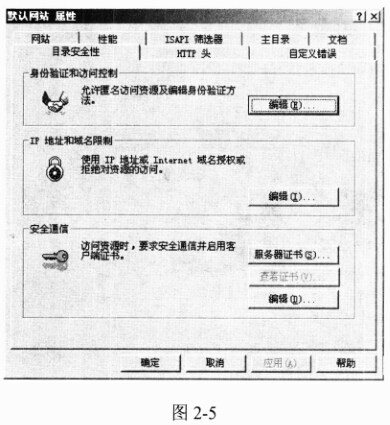 默认网站 属性
网站 性能 ISAPI 筛选器 主目录 文档
目录安全性 HTTP 头 自定义错误
身份验证和访问控制
允许匿名访问资源及编辑身份验证方
法。
编辑(E)...
IP 地址和域名限制
使用 IP 地址或 Internet 域名授权或
拒绝对资源的访问。
编辑(I)...
安全通信
访问资源时，要求安全通信并启用客
户端证书。
服务器证书(S)...
查看证书(V)...
编辑(D)...
确定 取消 应用(A) 帮助
图 2-5